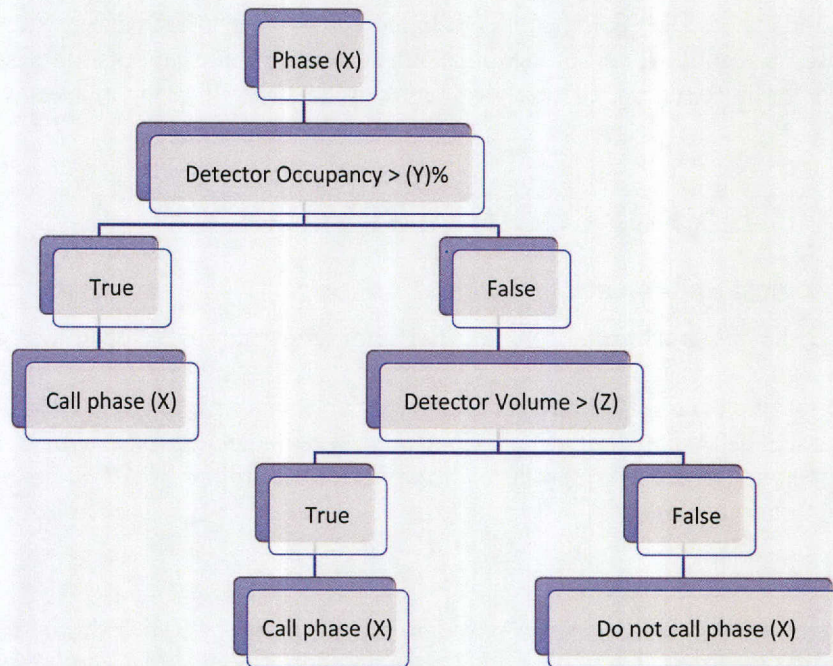 Phase (X)
Detector Occupancy > (Y)%
True
False
Call phase (X)
Detector Volume > (Z)
True
False
Call phase (X)
Do not call phase (X)